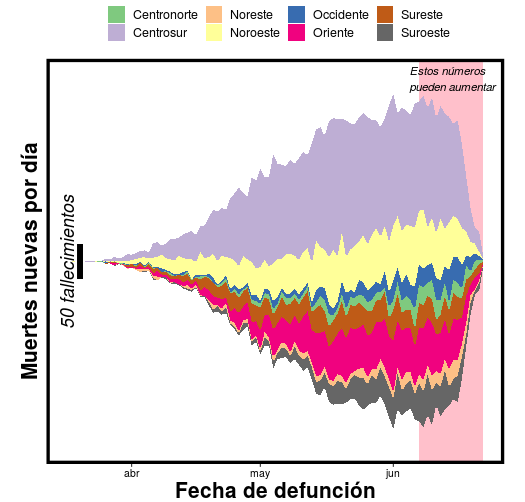 Centronorte Noreste Occidente Sureste
Centrosur Noroeste Oriente Suroeste
Estos números
pueden aumentar
Muertes nuevas por día
50 fallecimientos
abr may jun
Fecha de defunción